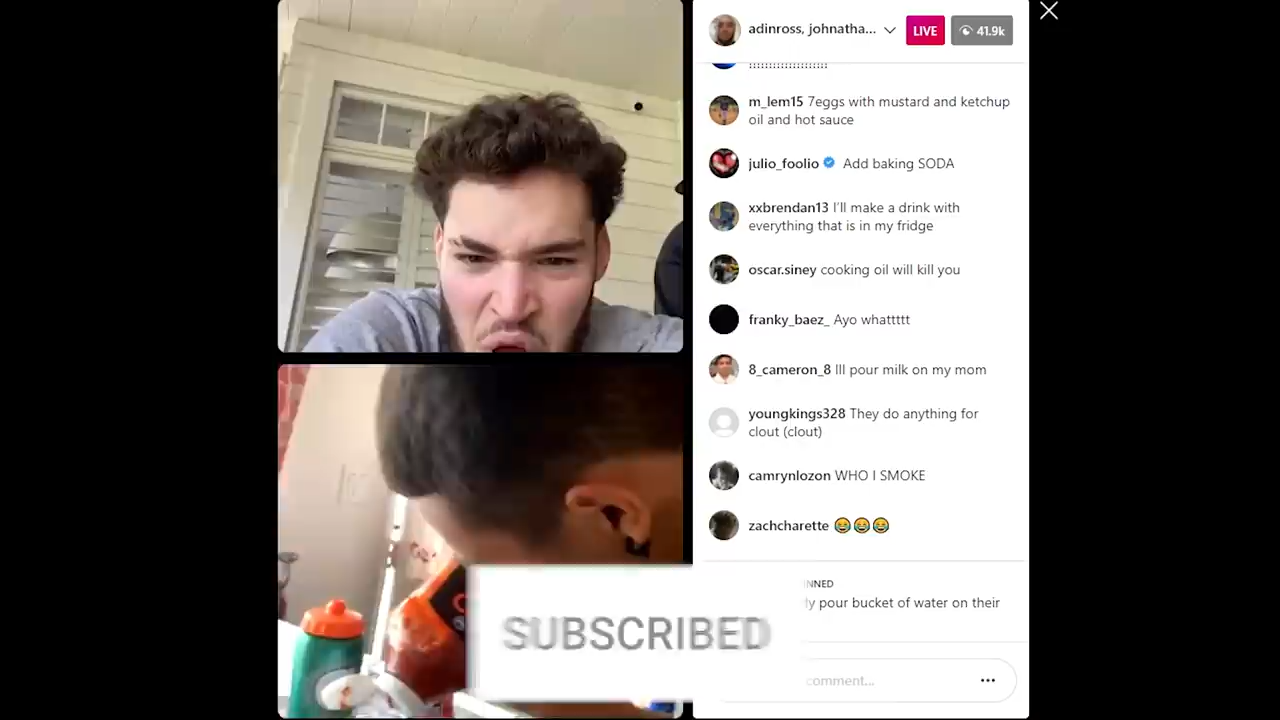 adinross, johnatha...
LIVE
41.9k
!!!!!!!!!!!!!!!!!!!!!
m_lem15 7eggs with mustard and ketchup
oil and hot sauce
julio_foolio Add baking SODA
xxbrendan13 I'll make a drink with
everything that is in my fridge
oscar.siney cooking oil will kill you
franky_baez_ Ayo whattttt
8_cameron_8 Ill pour milk on my mom
youngkings328 They do anything for
clout (clout)
camrynlozon WHO I SMOKE
zachcharette 😂😂😂
NNED
pour bucket of water on their
comment...
SUBSCRIBED